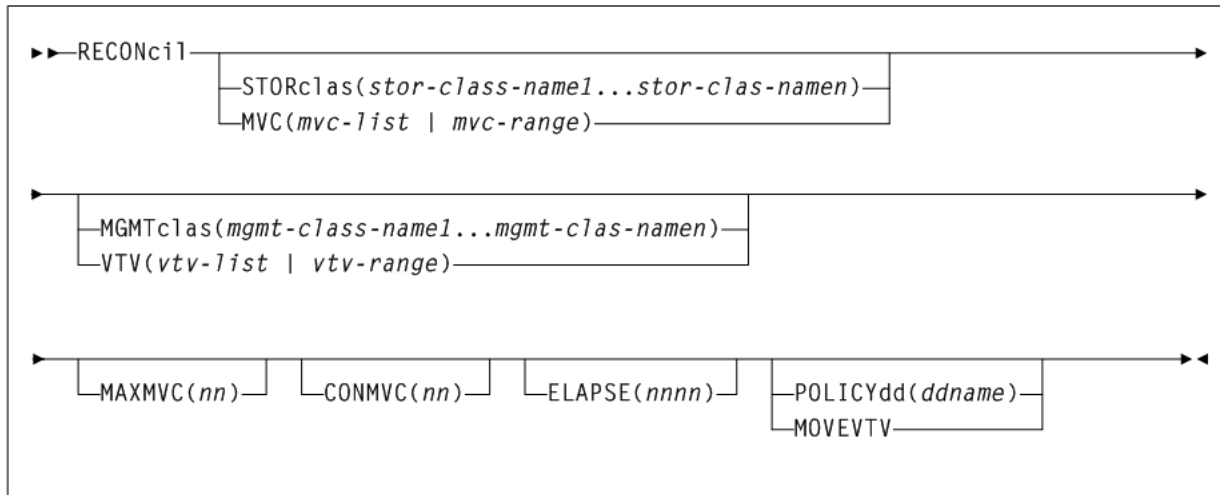 RECONcil
STORclas(stor-class-name1...stor-clas-namen)
MVC(mvc-list | mvc-range)
MGMTclas(mgmt-class-name1...mgmt-clas-namen)
VTV(vtv-list | vtv-range)
MAXMVC(nn) CONMVC(nn) ELAPSE(nnnn) POLICYdd(ddname)
MOVEVTV